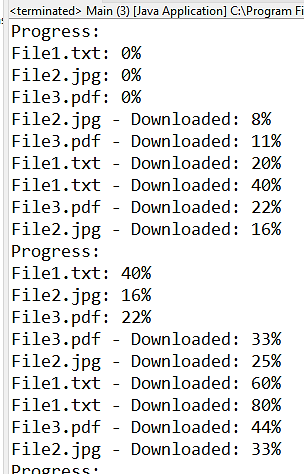 <terminated> Main (3) [Java Application] C:\Program Fi
Progress:
File1.txt: 0%
File2.jpg: 0%
File3.pdf: 0%
File2.jpg - Downloaded: 8%
File3.pdf - Downloaded: 11%
File1.txt - Downloaded: 20%
File1.txt - Downloaded: 40%
File3.pdf - Downloaded: 22%
File2.jpg - Downloaded: 16%
Progress:
File1.txt: 40%
File2.jpg: 16%
File3.pdf: 22%
File3.pdf - Downloaded: 33%
File2.jpg - Downloaded: 25%
File1.txt - Downloaded: 60%
File1.txt - Downloaded: 80%
File3.pdf - Downloaded: 44%
File2.jpg - Downloaded: 33%
Progress: